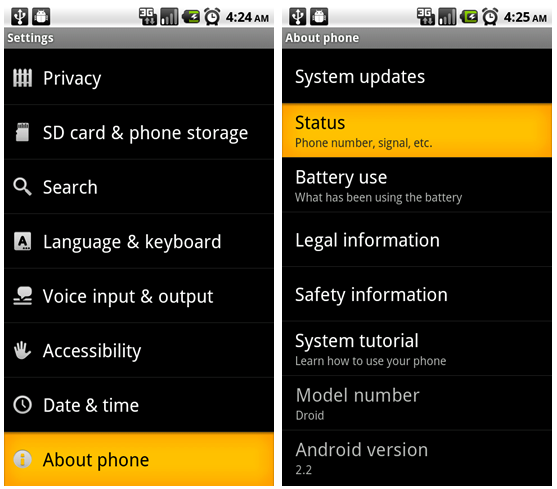 3G
4:24 AM
Settings
Privacy
SD card & phone storage
Search
Language & keyboard
Voice input & output
Accessibility
Date & time
About phone
3G
4:25 AM
About phone
System updates
Status
Phone number, signal, etc.
Battery use
What has been using the battery
Legal information
Safety information
System tutorial
Learn how to use your phone
Model number
Droid
Android version
2.2